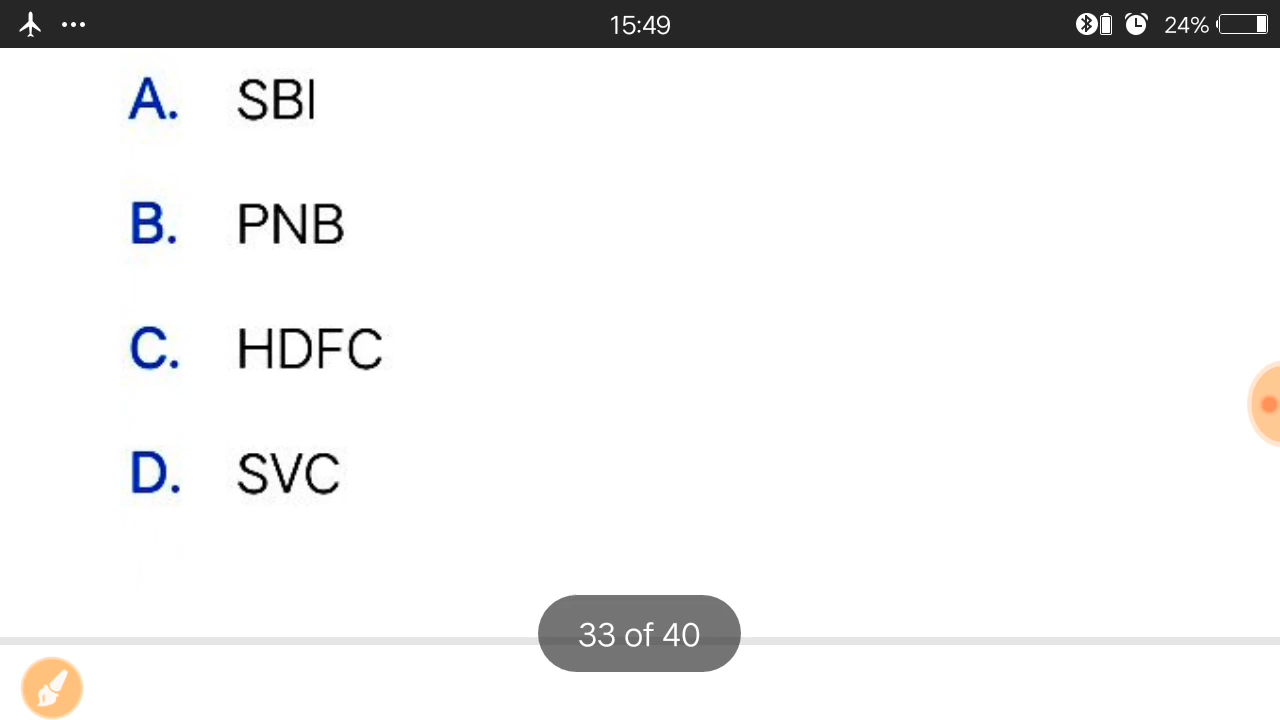 15:49
24%
A. SBI
B. PNB
C. HDFC
D. SVC
33 of 40